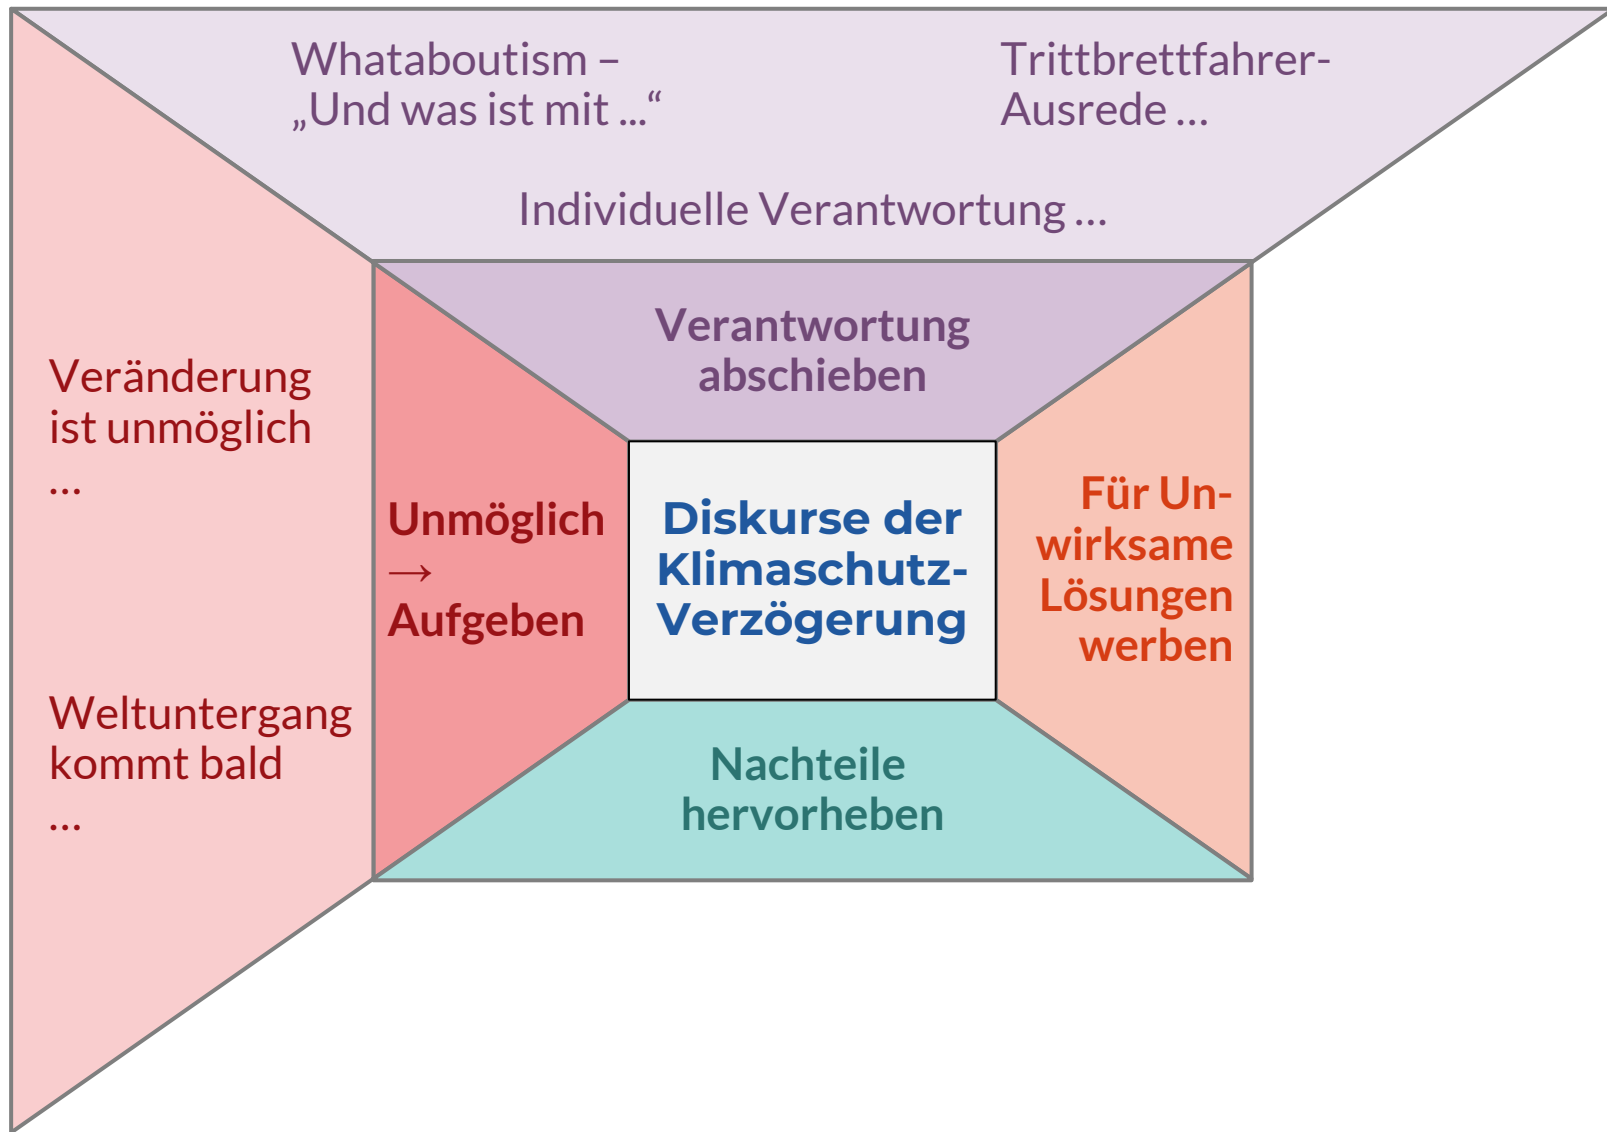 Whataboutism –
„Und was ist mit ...“
Trittbrettfahrer-
Ausrede ...
Individuelle Verantwortung ...
Verantwortung
abschieben
Veränderung
ist unmöglich
...
Weltuntergang
kommt bald
...
Unmöglich
→
Aufgeben
Diskurse der
Klimaschutz-
Verzögerung
Für Un-
wirksame
Lösungen
werben
Nachteile
hervorheben